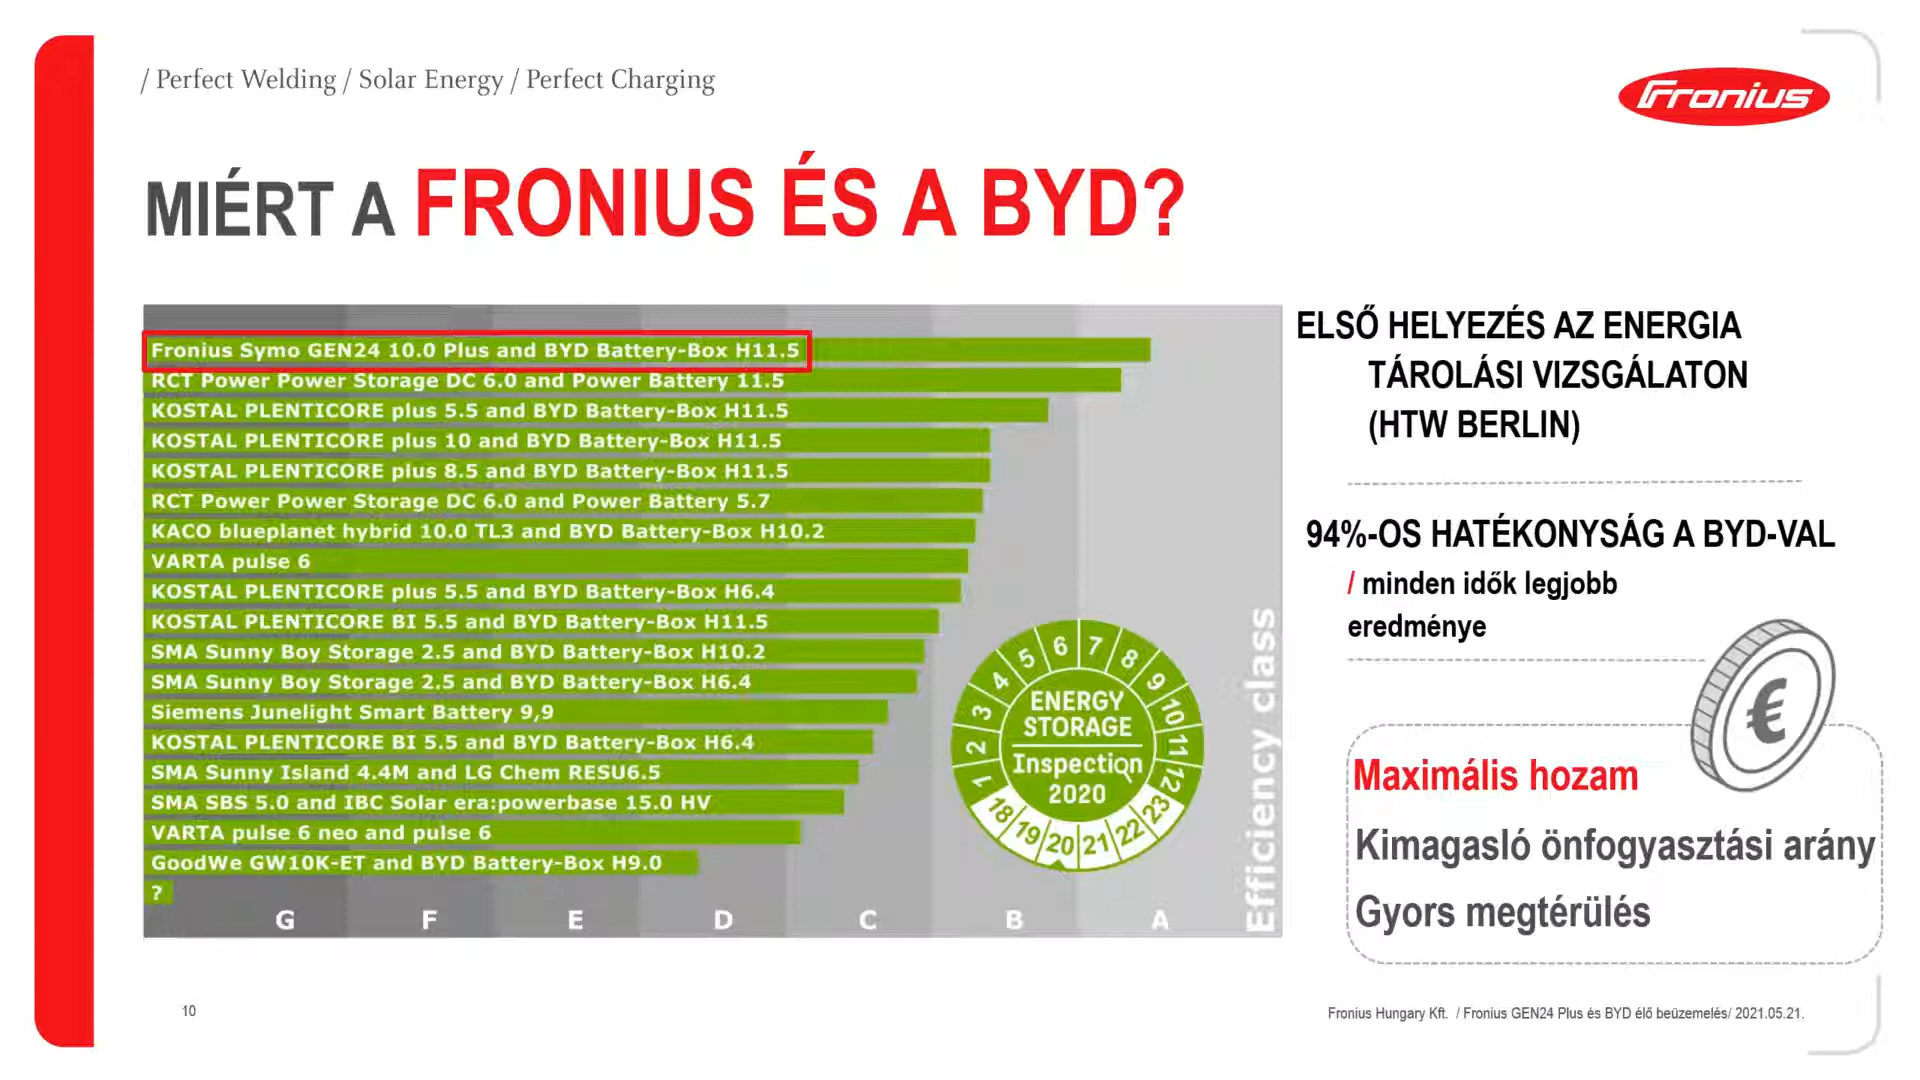 / Perfect Welding / Solar Energy / Perfect Charging
Fronius
MIÉRT A FRONIUS ÉS A BYD?
Fronius Symo GEN24 10.0 Plus and BYD Battery-Box H11.5
RCT Power Power Storage DC 6.0 and Power Battery 11.5
KOSTAL PLENTICORE plus 5.5 and BYD Battery-Box H11.5
KOSTAL PLENTICORE plus 10 and BYD Battery-Box H11.5
KOSTAL PLENTICORE plus 8.5 and BYD Battery-Box H11.5
RCT Power Power Storage DC 6.0 and Power Battery 5.7
KACO blueplanet hybrid 10.0 TL3 and BYD Battery-Box H10.2
VARTA pulse 6
KOSTAL PLENTICORE plus 5.5 and BYD Battery-Box H6.4
KOSTAL PLENTICORE BI 5.5 and BYD Battery-Box H11.5
SMA Sunny Boy Storage 2.5 and BYD Battery-Box H10.2
SMA Sunny Boy Storage 2.5 and BYD Battery-Box H6.4
Siemens Junelight Smart Battery 9,9
KOSTAL PLENTICORE BI 5.5 and BYD Battery-Box H6.4
SMA Sunny Island 4.4M and LG Chem RESU6.5
SMA SBS 5.0 and IBC Solar era:powerbase 15.0 HV
VARTA pulse 6 neo and pulse 6
GoodWe GW10K-ET and BYD Battery-Box H9.0
?
G F E D C B A
Efficiency class
1 2 3 4 5 6 7 8 9 10 11 12
ENERGY
STORAGE
Inspection
2020
18 19 20 21 22 23
ELSŐ HELYEZÉS AZ ENERGIA
TÁROLÁSI VIZSGÁLATON
(HTW BERLIN)
94%-OS HATÉKONYSÁG A BYD-VAL
/ minden idők legjobb
eredménye
€
Maximális hozam
Kimagasló önfogyasztási arány
Gyors megtérülés
10
Fronius Hungary Kft. / Fronius GEN24 Plus és BYD élő beüzemelés/ 2021.05.21.